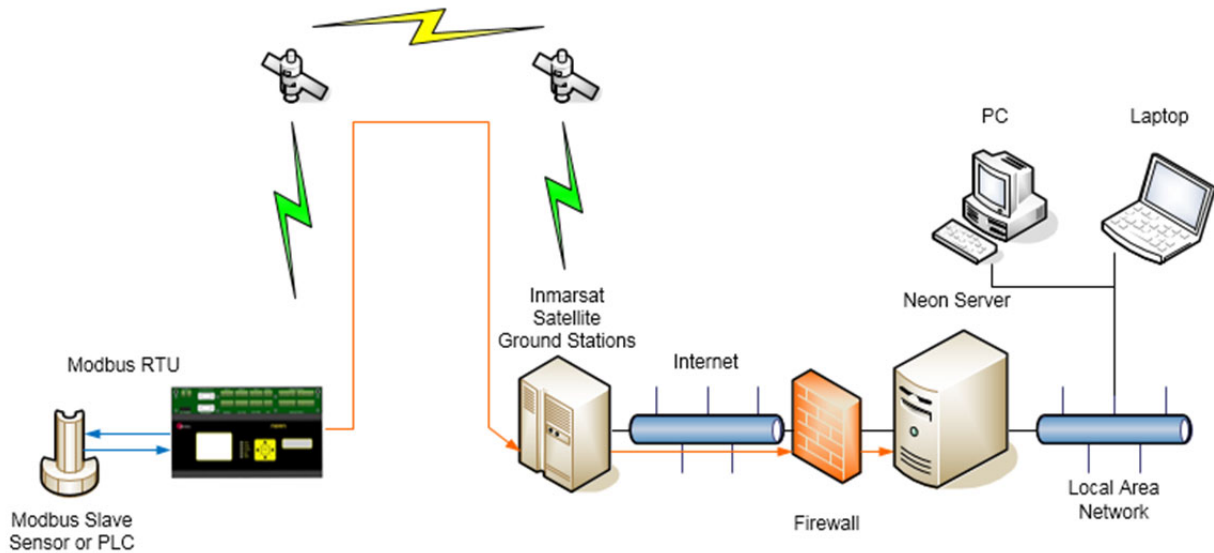 PC
Laptop
Inmarsat
Satellite
Ground Stations
Neon Server
Modbus RTU
Internet
Modbus Slave
Sensor or PLC
Firewall
Local Area
Network